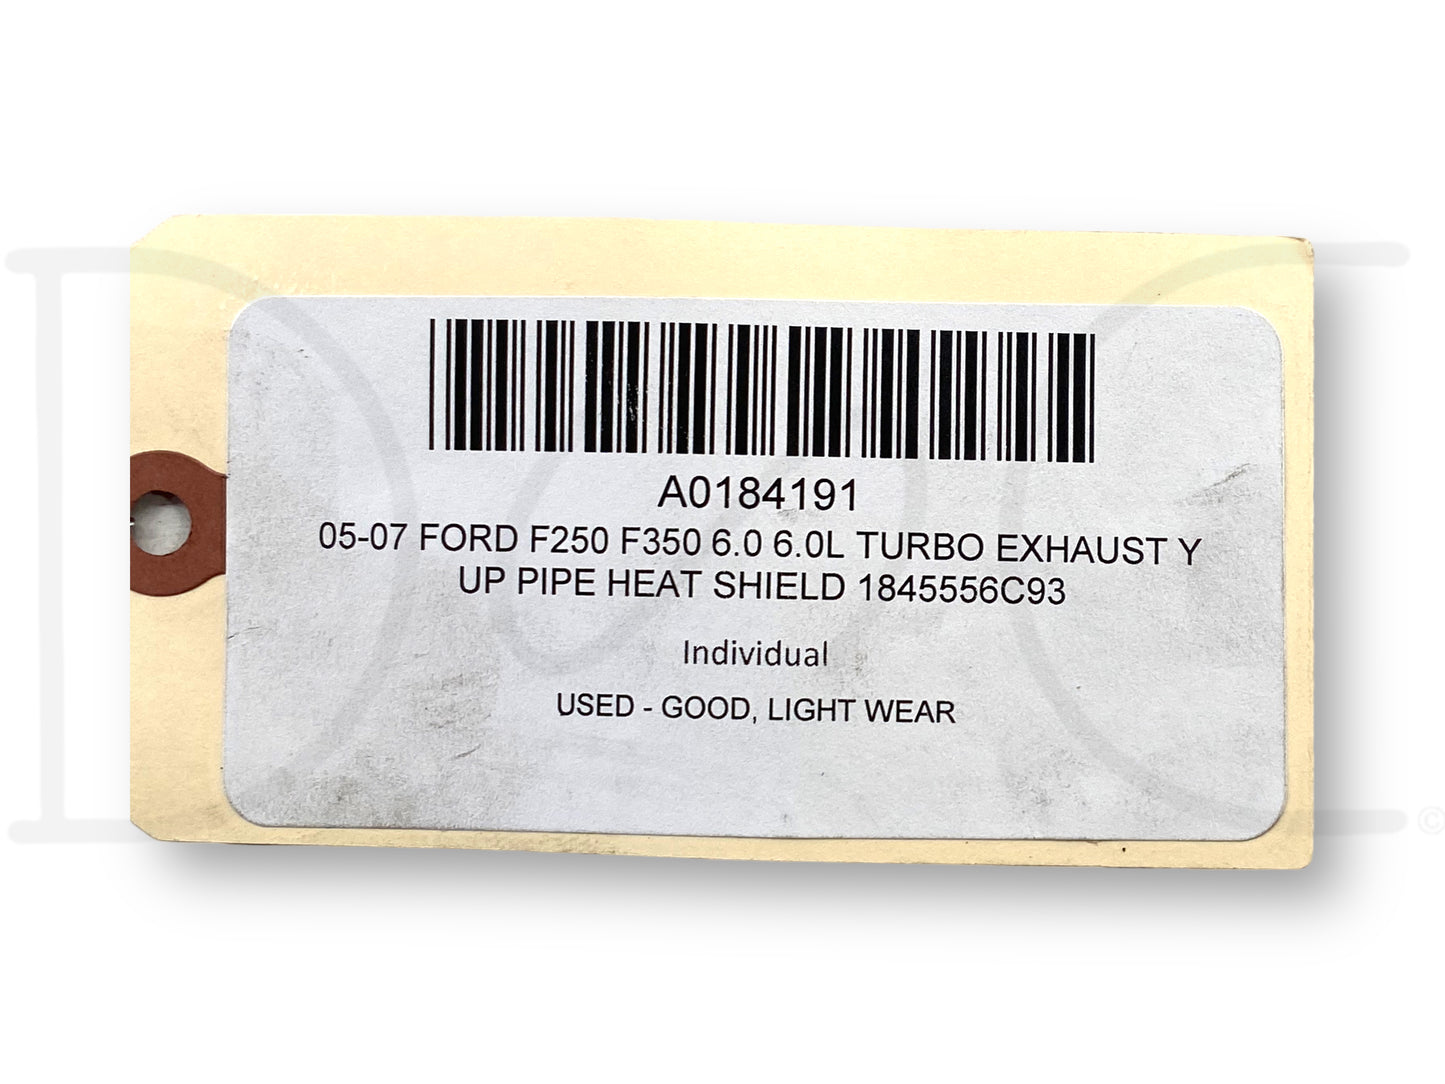 A0184191
05-07 FORD F250 F350 6.0 6.0L TURBO EXHAUST Y
UP PIPE HEAT SHIELD 1845556C93
Individual
USED - GOOD, LIGHT WEAR